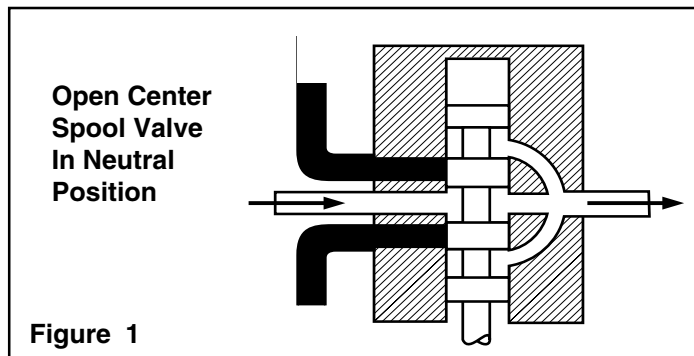 Open Center
Spool Valve
In Neutral
Position
Figure 1